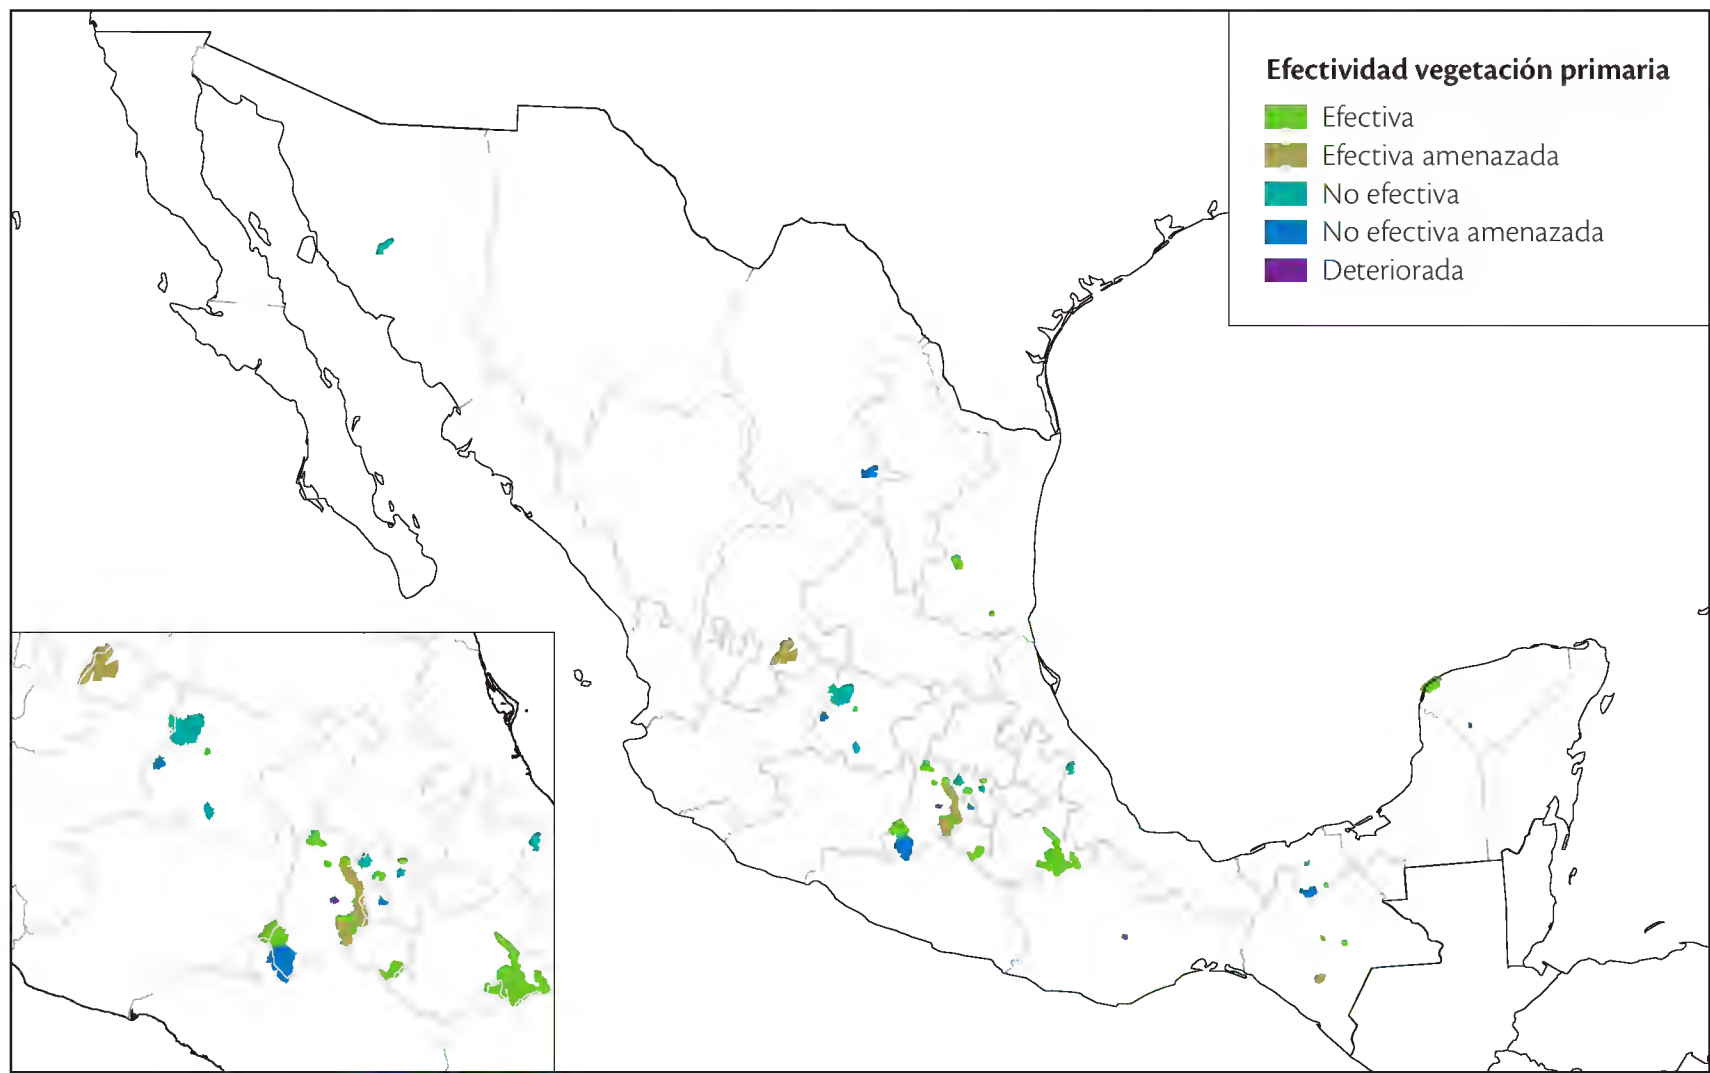 Efectividad vegetación primaria
Efectiva
Efectiva amenazada
No efectiva
No efectiva amenazada
Deteriorada